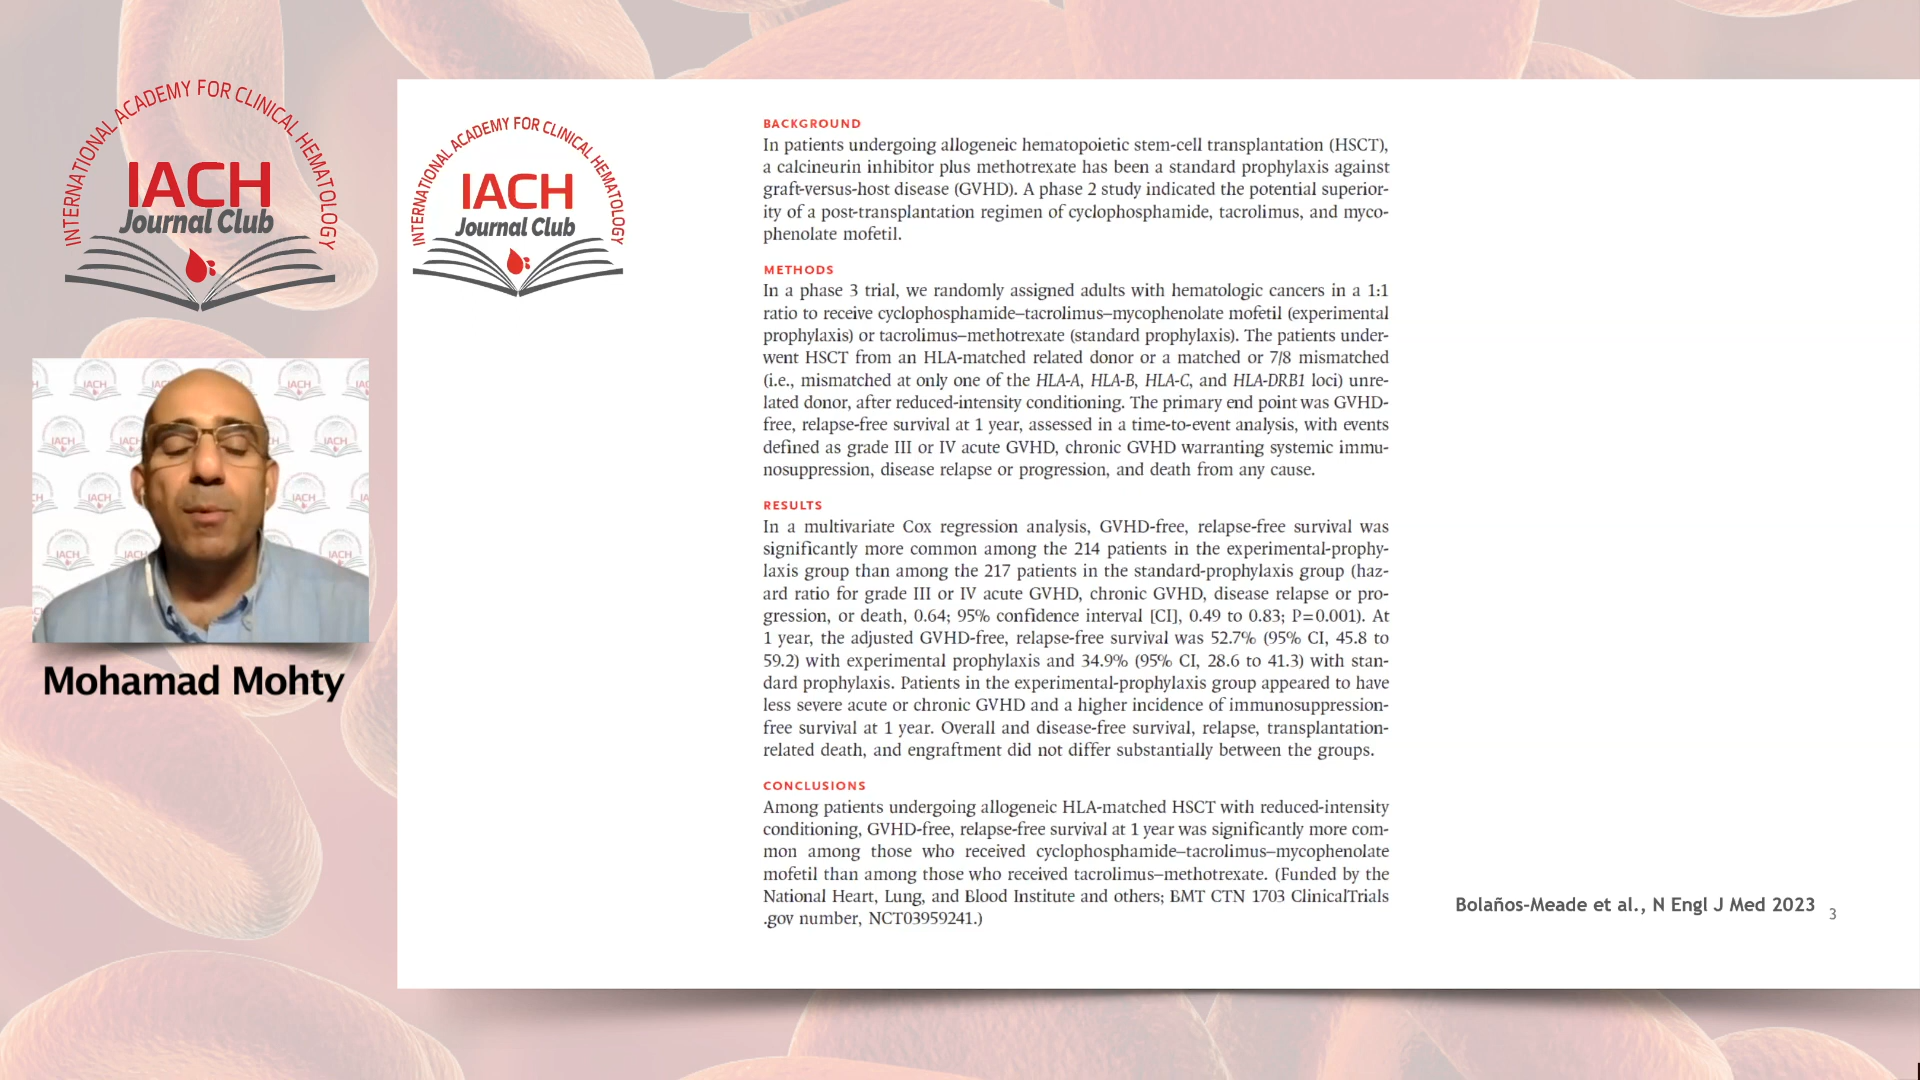 INTERNATIONAL ACADEMY FOR CLINICAL HEMATOLOGY
IACH
Journal Club
Mohamad Mohty
INTERNATIONAL ACADEMY FOR CLINICAL HEMATOLOGY
IACH
Journal Club
BACKGROUND
In patients undergoing allogeneic hematopoietic stem-cell transplantation (HSCT),
a calcineurin inhibitor plus methotrexate has been a standard prophylaxis against
graft-versus-host disease (GVHD). A phase 2 study indicated the potential superior-
ity of a post-transplantation regimen of cyclophosphamide, tacrolimus, and myco-
phenolate mofetil.
METHODS
In a phase 3 trial, we randomly assigned adults with hematologic cancers in a 1:1
ratio to receive cyclophosphamide–tacrolimus–mycophenolate mofetil (experimental
prophylaxis) or tacrolimus–methotrexate (standard prophylaxis). The patients under-
went HSCT from an HLA-matched related donor or a matched or 7/8 mismatched
(i.e., mismatched at only one of the HLA-A, HLA-B, HLA-C, and HLA-DRB1 loci) unre-
lated donor, after reduced-intensity conditioning. The primary end point was GVHD-
free, relapse-free survival at 1 year, assessed in a time-to-event analysis, with events
defined as grade III or IV acute GVHD, chronic GVHD warranting systemic immu-
nosuppression, disease relapse or progression, and death from any cause.
RESULTS
In a multivariate Cox regression analysis, GVHD-free, relapse-free survival was
significantly more common among the 214 patients in the experimental-prophy-
laxis group than among the 217 patients in the standard-prophylaxis group (haz-
ard ratio for grade III or IV acute GVHD, chronic GVHD, disease relapse or pro-
gression, or death, 0.64; 95% confidence interval [CI], 0.49 to 0.83; P=0.001). At
1 year, the adjusted GVHD-free, relapse-free survival was 52.7% (95% CI, 45.8 to
59.2) with experimental prophylaxis and 34.9% (95% CI, 28.6 to 41.3) with stan-
dard prophylaxis. Patients in the experimental-prophylaxis group appeared to have
less severe acute or chronic GVHD and a higher incidence of immunosuppression-
free survival at 1 year. Overall and disease-free survival, relapse, transplantation-
related death, and engraftment did not differ substantially between the groups.
CONCLUSIONS
Among patients undergoing allogeneic HLA-matched HSCT with reduced-intensity
conditioning, GVHD-free, relapse-free survival at 1 year was significantly more com-
mon among those who received cyclophosphamide–tacrolimus–mycophenolate
mofetil than among those who received tacrolimus–methotrexate. (Funded by the
National Heart, Lung, and Blood Institute and others; BMT CTN 1703 ClinicalTrials
.gov number, NCT03959241.)
Bolaños-Meade et al., N Engl J Med 2023
3